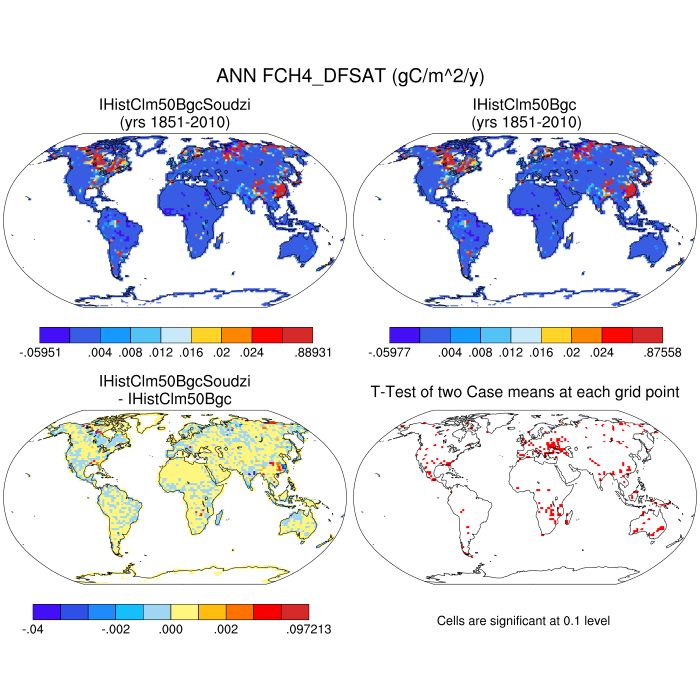 ANN FCH4_DFSAT (gC/m^2/y)
IHistClm50BgcSoudzi
(yrs 1851-2010)
IHistClm50Bgc
(yrs 1851-2010)
-.05951 .004 .008 .012 .016 .02 .024 .88931
-.05977 .004 .008 .012 .016 .02 .024 .87558
IHistClm50BgcSoudzi
- IHistClm50Bgc
T-Test of two Case means at each grid point
-.04 -.002 .000 .002 .097213
Cells are significant at 0.1 level